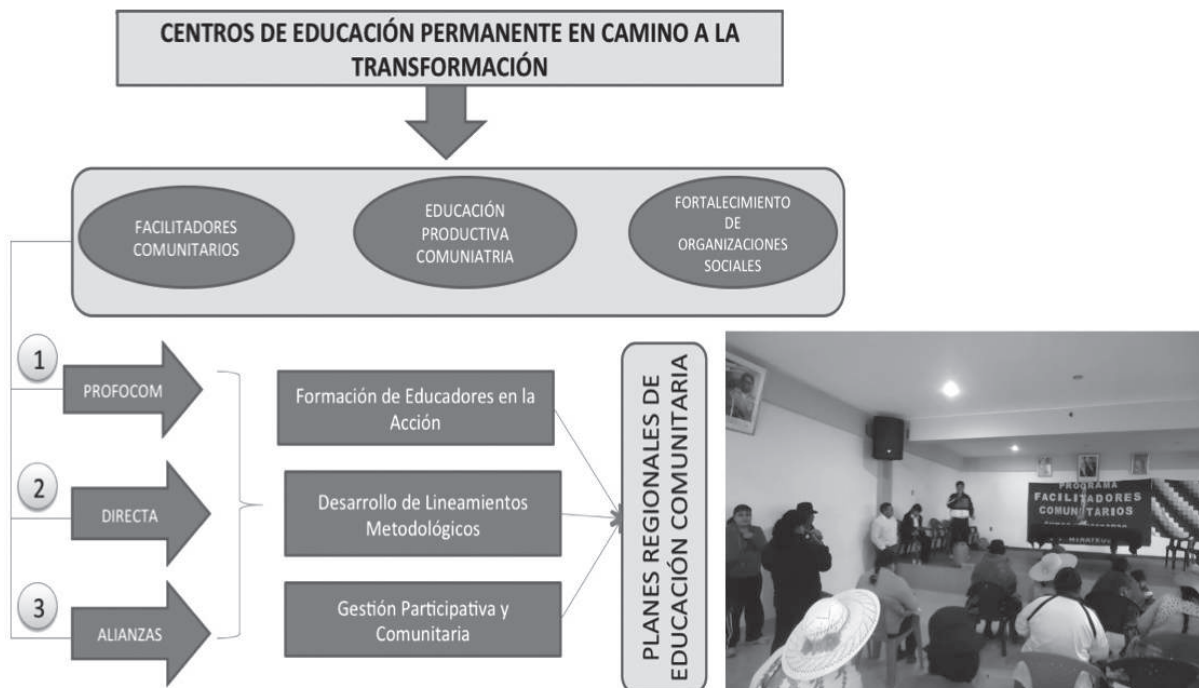 CENTROS DE EDUCACIÓN PERMANENTE EN CAMINO A LA
TRANSFORMACIÓN
FACILITADORES
COMUNITARIOS
EDUCACIÓN
PRODUCTIVA
COMUNIATRIA
FORTALECIMIENTO
DE
ORGANIZACIONES
SOCIALES
1
PROFOCOM
2
DIRECTA
3
ALIANZAS
Formación de Educadores en la
Acción
Desarrollo de Lineamientos
Metodológicos
Gestión Participativa y
Comunitaria
PLANES REGIONALES DE
EDUCACIÓN COMUNITARIA
PROGRAMA
FACILITADORES
COMUNITARIOS